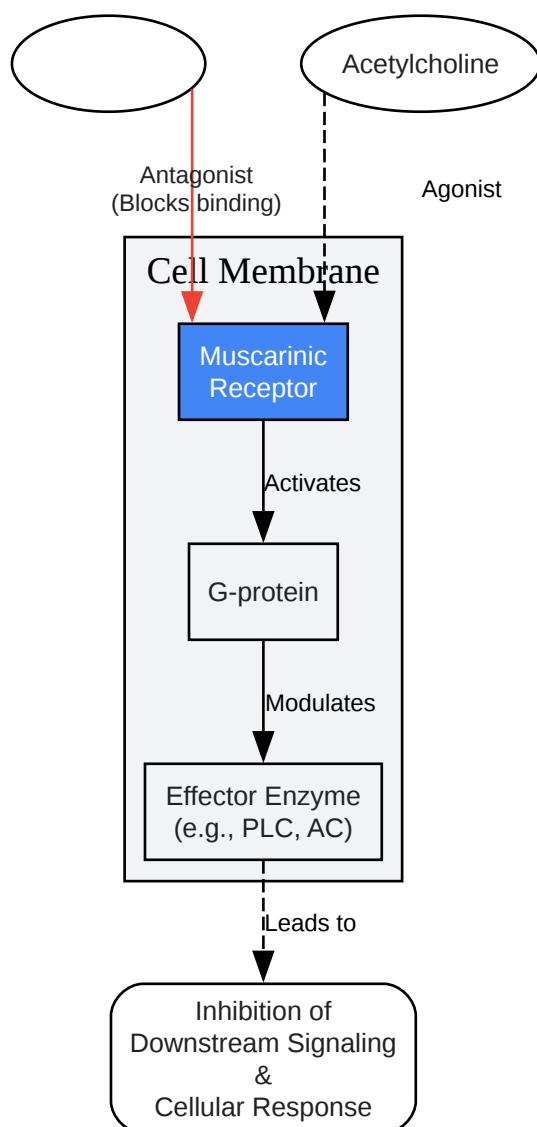 Acetylcholine
Antagonist
(Blocks binding)
Agonist
Cell Membrane
Muscarinic
Receptor
Activates
G-protein
Modulates
Effector Enzyme
(e.g., PLC, AC)
Leads to
Inhibition of
Downstream Signaling
&
Cellular Response